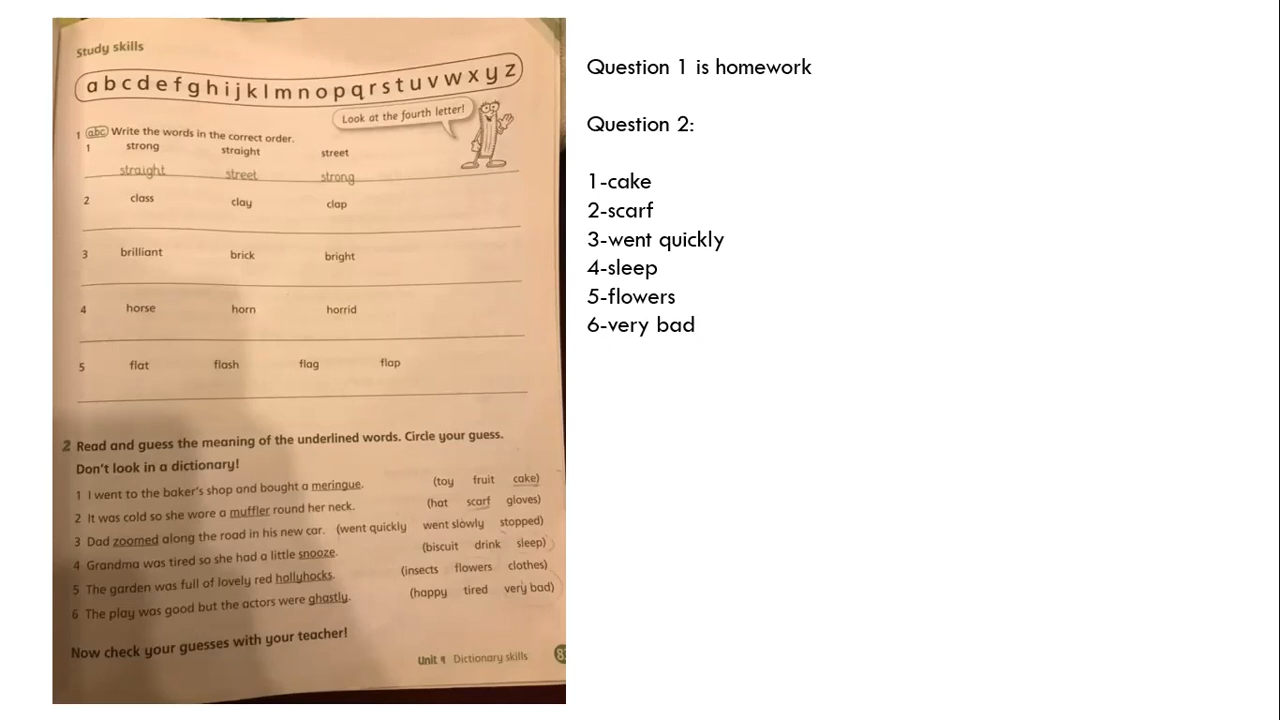 Study skills
a b c d e f g h i j k l m n o p q r s t u v w x y z
Look at the fourth letter!
1 abc Write the words in the correct order.
1 strong straight street
straight street strong
2 class clay clap
3 brilliant brick bright
4 horse horn horrid
5 flat flash flag flap
2 Read and guess the meaning of the underlined words. Circle your guess.
Don't look in a dictionary!
1 I went to the baker's shop and bought a meringue. (toy fruit cake)
2 It was cold so she wore a muffler round her neck. (hat scarf gloves)
3 Dad zoomed along the road in his new car. (went quickly went slowly stopped)
4 Grandma was tired so she had a little snooze. (biscuit drink sleep)
5 The garden was full of lovely red hollyhocks. (insects flowers clothes)
6 The play was good but the actors were ghastly. (happy tired very bad)
Now check your guesses with your teacher!
Unit 9 Dictionary skills
Question 1 is homework
Question 2:
1-cake
2-scarf
3-went quickly
4-sleep
5-flowers
6-very bad